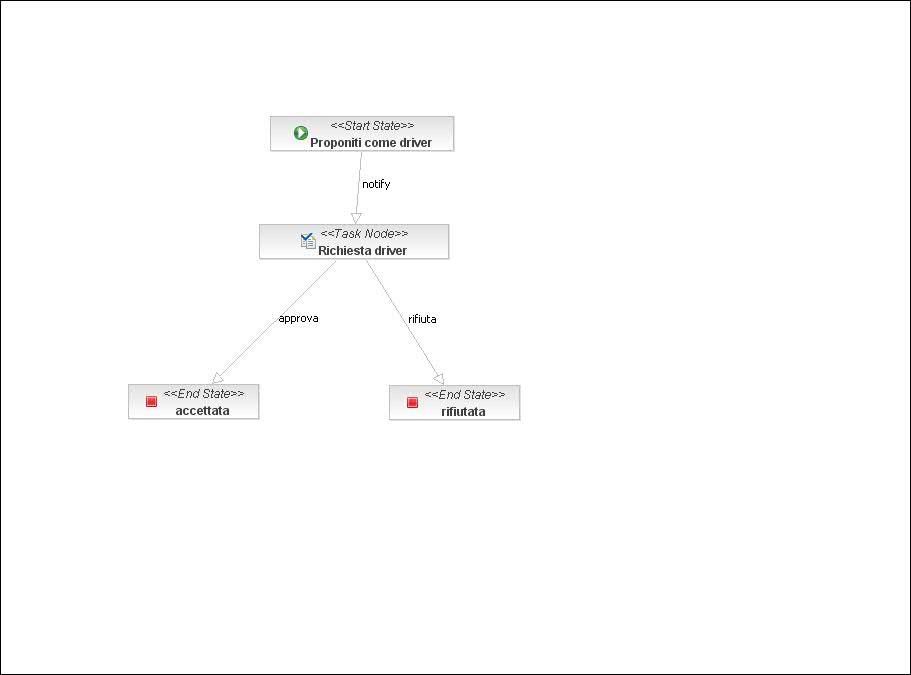 <<Start State>>
Proponiti come driver
notify
<<Task Node>>
Richiesta driver
approva
rifiuta
<<End State>>
accettata
<<End State>>
rifiutata